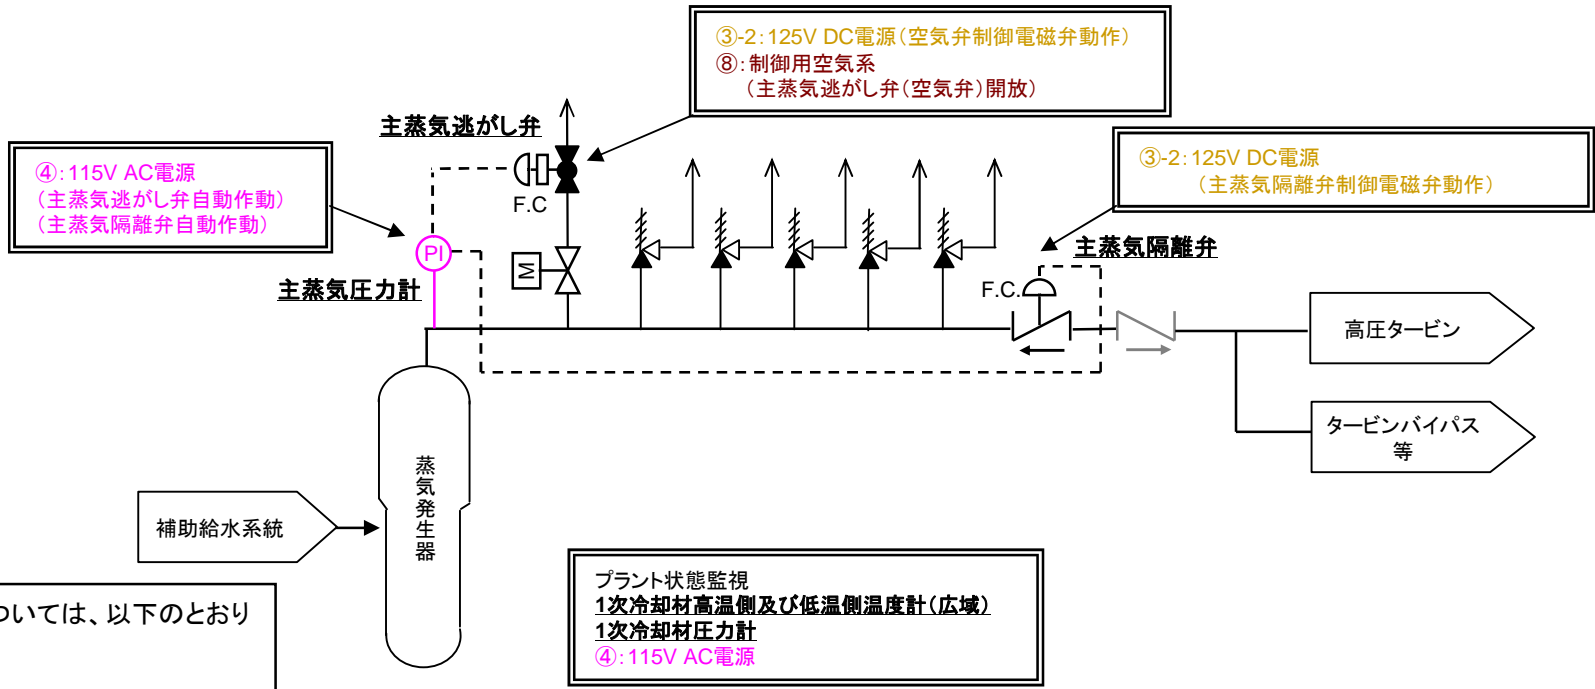 ③-2:125V DC電源(空気弁制御電磁弁動作)
⑧:制御用空気系
(主蒸気逃がし弁(空気弁)開放)
主蒸気逃がし弁
④:115V AC電源
(主蒸気逃がし弁自動作動)
(主蒸気隔離弁自動作動)
③-2:125V DC電源
(主蒸気隔離弁制御電磁弁動作)
F.C
PI
M
主蒸気圧力計
主蒸気隔離弁
F.C.
高圧タービン
タービンバイパス
等
蒸気発生器
補助給水系統
ついては、以下のとおり
プラント状態監視
1次冷却材高温側及び低温側温度計(広域)
1次冷却材圧力計
④:115V AC電源